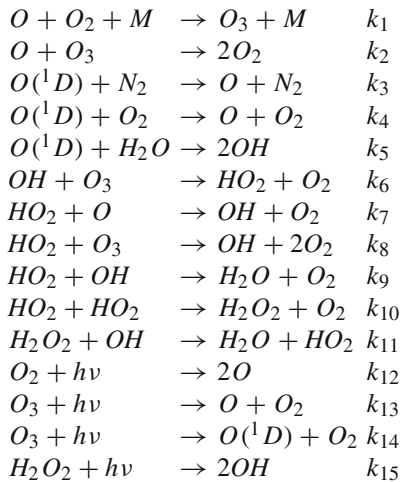 O + O₂ + M → O₃ + M k₁
O + O₃ → 2O₂ k₂
O(¹D) + N₂ → O + N₂ k₃
O(¹D) + O₂ → O + O₂ k₄
O(¹D) + H₂O → 2OH k₅
OH + O₃ → HO₂ + O₂ k₆
HO₂ + O → OH + O₂ k₇
HO₂ + O₃ → OH + 2O₂ k₈
HO₂ + OH → H₂O + O₂ k₉
HO₂ + HO₂ → H₂O₂ + O₂ k₁₀
H₂O₂ + OH → H₂O + HO₂ k₁₁
O₂ + hν → 2O k₁₂
O₃ + hν → O + O₂ k₁₃
O₃ + hν → O(¹D) + O₂ k₁₄
H₂O₂ + hν → 2OH k₁₅